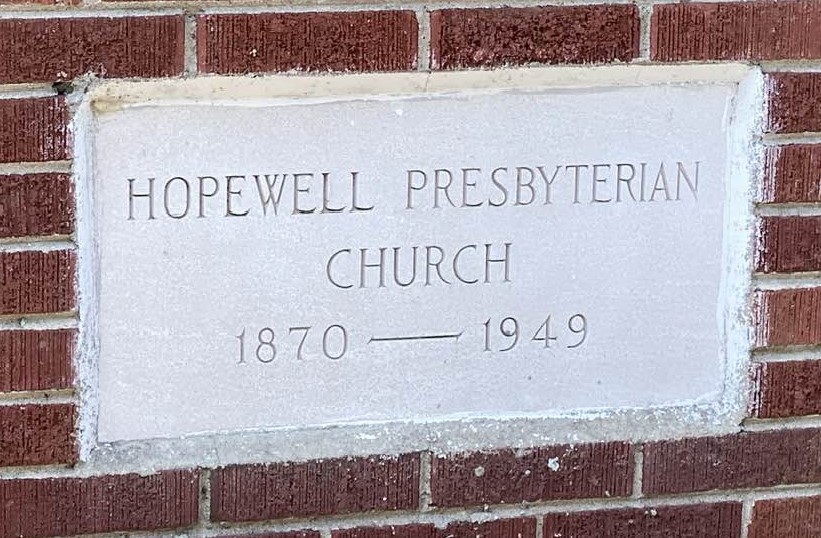 HOPEWELL PRESBYTERIAN
CHURCH
1870 — 1949